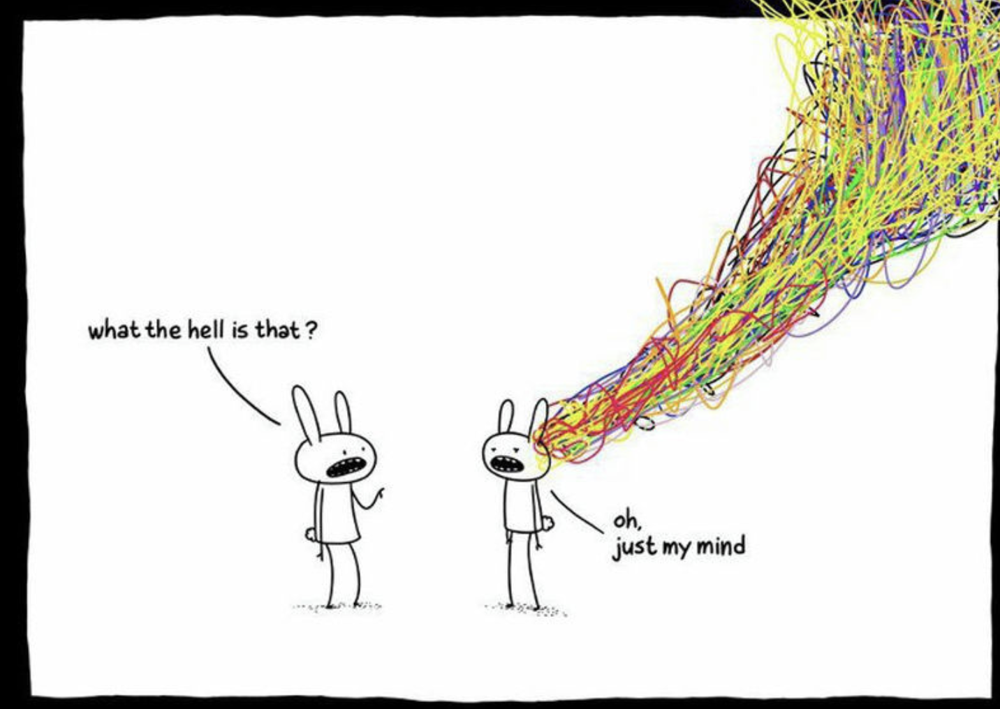 what the hell is that ?
oh,
just my mind